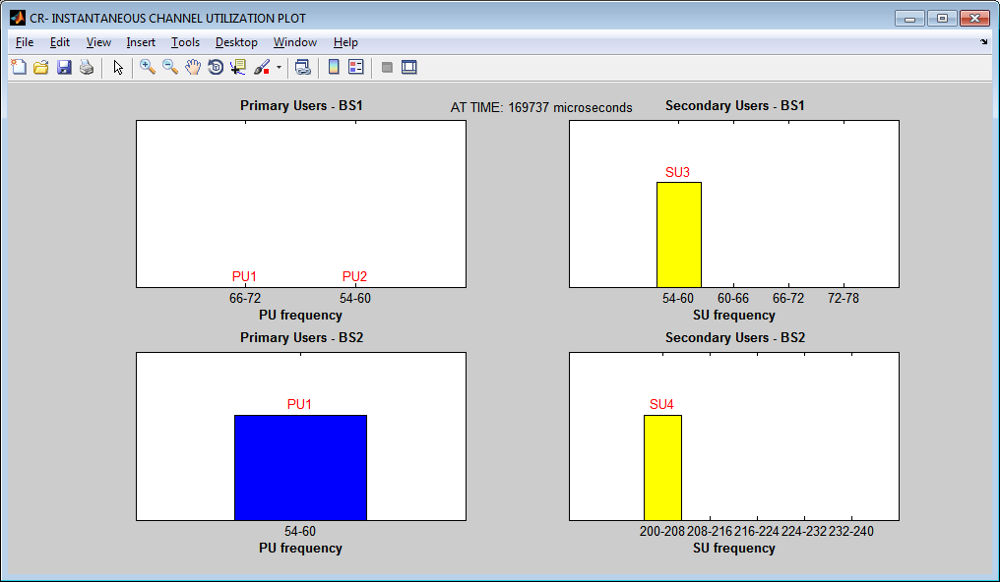 CR- INSTANTANEOUS CHANNEL UTILIZATION PLOT
File Edit View Insert Tools Desktop Window Help
Primary Users - BS1
AT TIME: 169737 microseconds
Secondary Users - BS1
PU1 PU2
66-72 54-60
PU frequency
SU3
54-60 60-66 66-72 72-78
SU frequency
Primary Users - BS2
PU1
54-60
PU frequency
Secondary Users - BS2
SU4
200-208 208-216 216-224 224-232 232-240
SU frequency